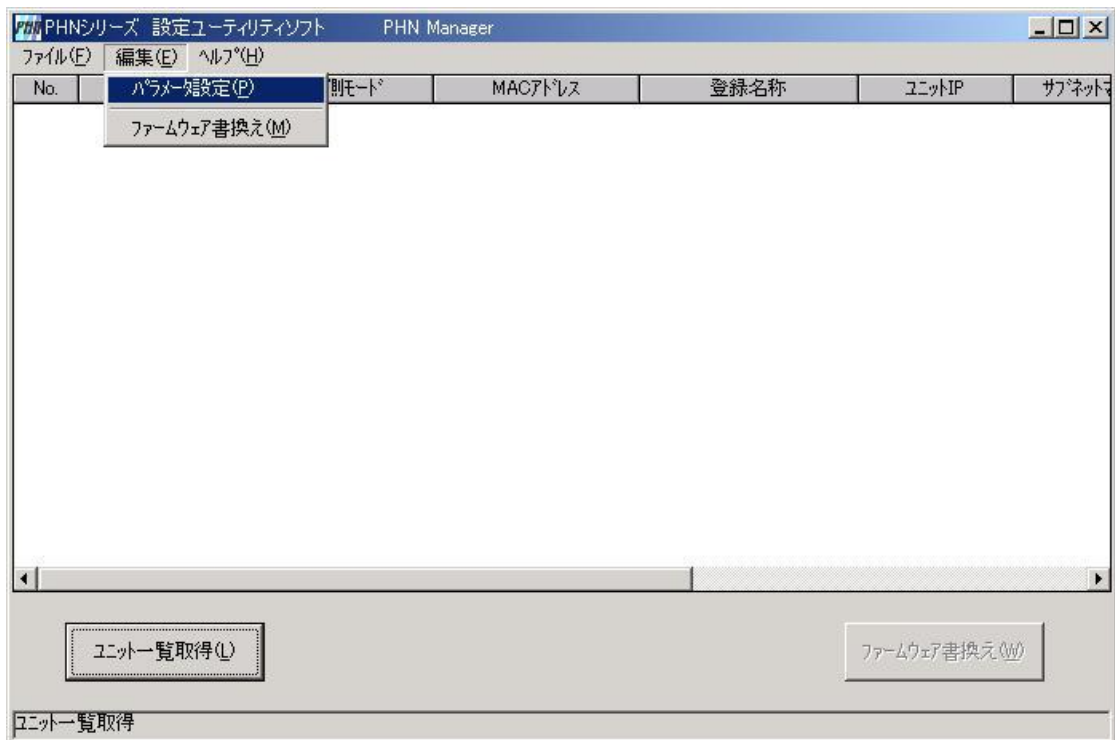 PHN PHNシリーズ 設定ユーティリティソフト PHN Manager
ファイル(F) 編集(E) ヘルプ(H)
No. 別モード MACアドレス 登録名称 ユニットIP サブネットマ
パラメータ設定(P)
ファームウェア書換え(M)
ユニット一覧取得(L) ファームウェア書換え(W)
ユニット一覧取得